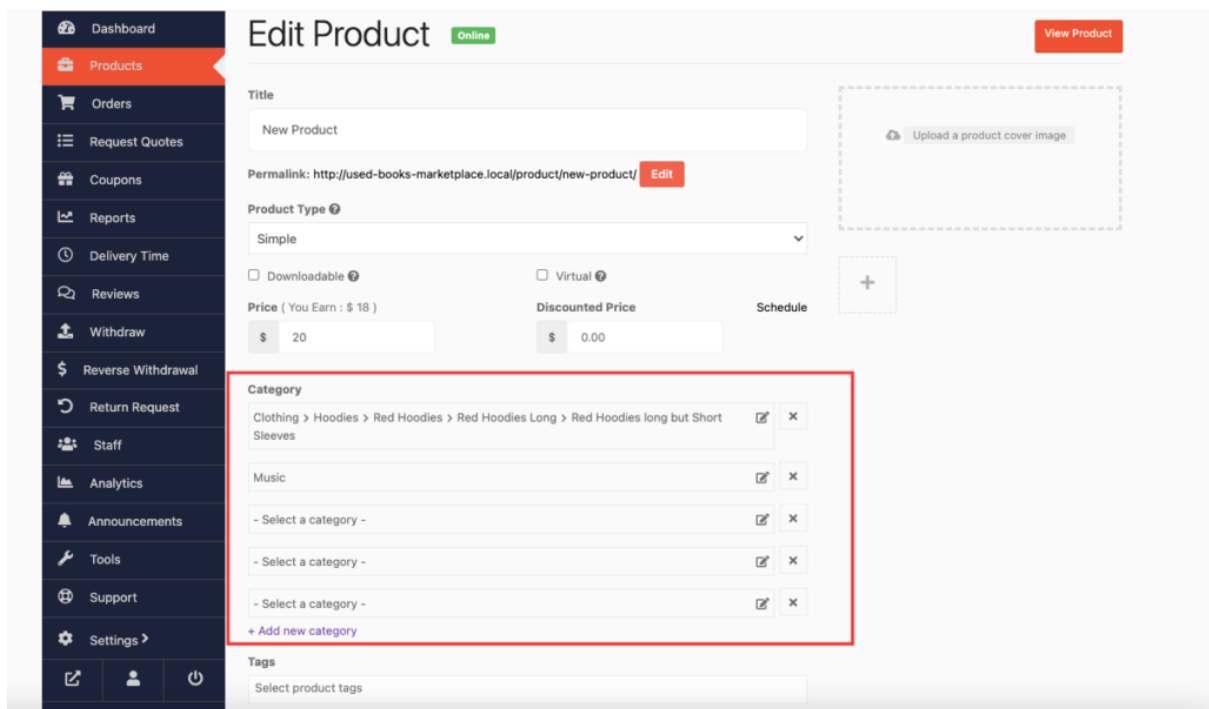 Dashboard
Products
Orders
Request Quotes
Coupons
Reports
Delivery Time
Reviews
Withdraw
Reverse Withdrawal
Return Request
Staff
Analytics
Announcements
Tools
Support
Settings >
Edit Product Online
View Product
Title
New Product
Permalink: http://used-books-marketplace.local/product/new-product/ Edit
Product Type
Simple
Downloadable Virtual
Price ( You Earn : $ 18 ) Discounted Price Schedule
$ 20 $ 0.00
Category
Clothing > Hoodies > Red Hoodies > Red Hoodies Long > Red Hoodies long but Short
Sleeves
Music
- Select a category -
- Select a category -
- Select a category -
+ Add new category
Tags
Select product tags
Upload a product cover image